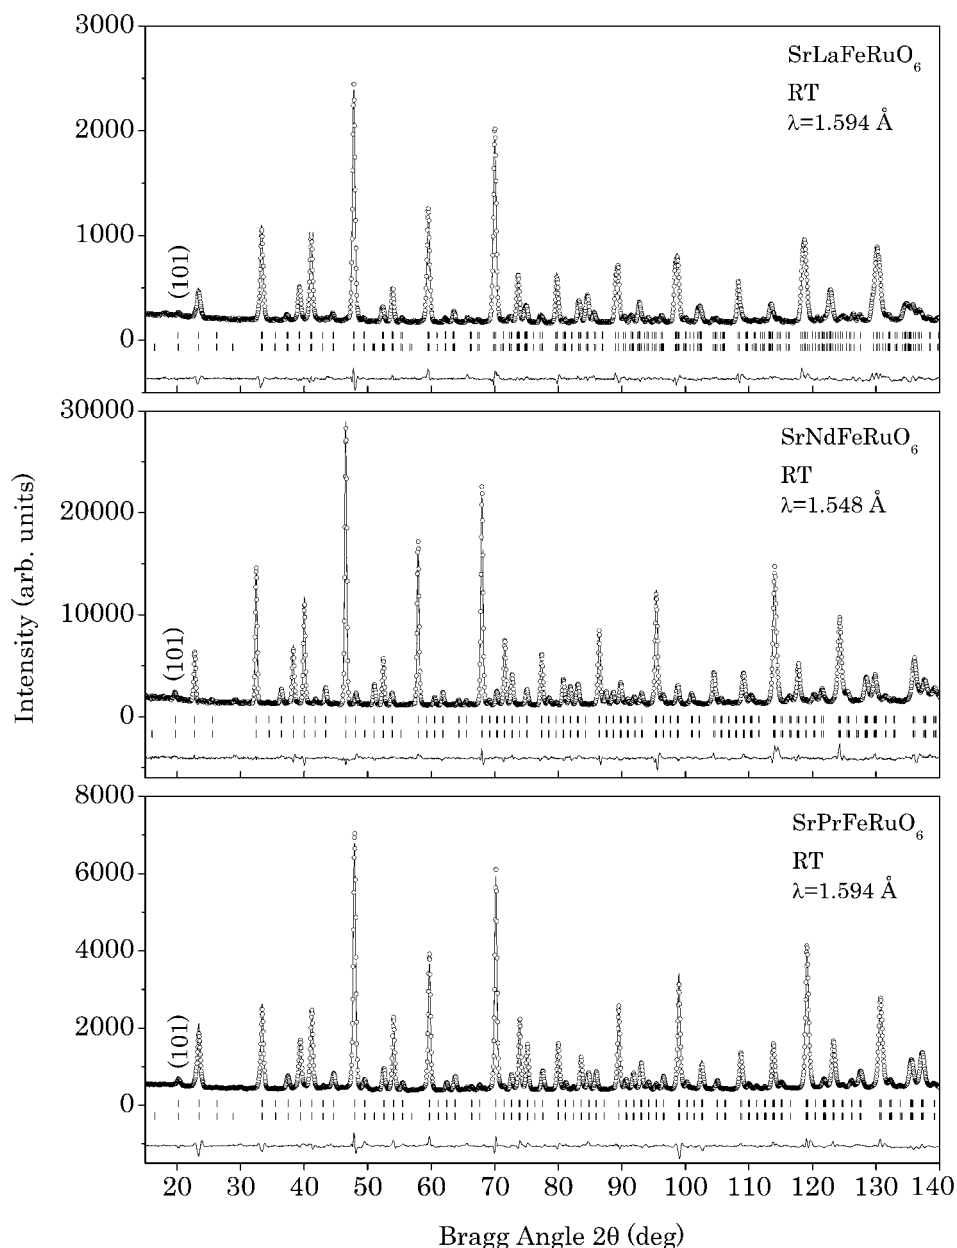 3000
2000
1000
0
(101)
SrLaFeRuO6
RT
λ=1.594 Å
30000
20000
10000
0
(101)
SrNdFeRuO6
RT
λ=1.548 Å
Intensity (arb. units)
8000
6000
4000
2000
0
(101)
SrPrFeRuO6
RT
λ=1.594 Å
20 30 40 50 60 70 80 90 100 110 120 130 140
Bragg Angle 2θ (deg)